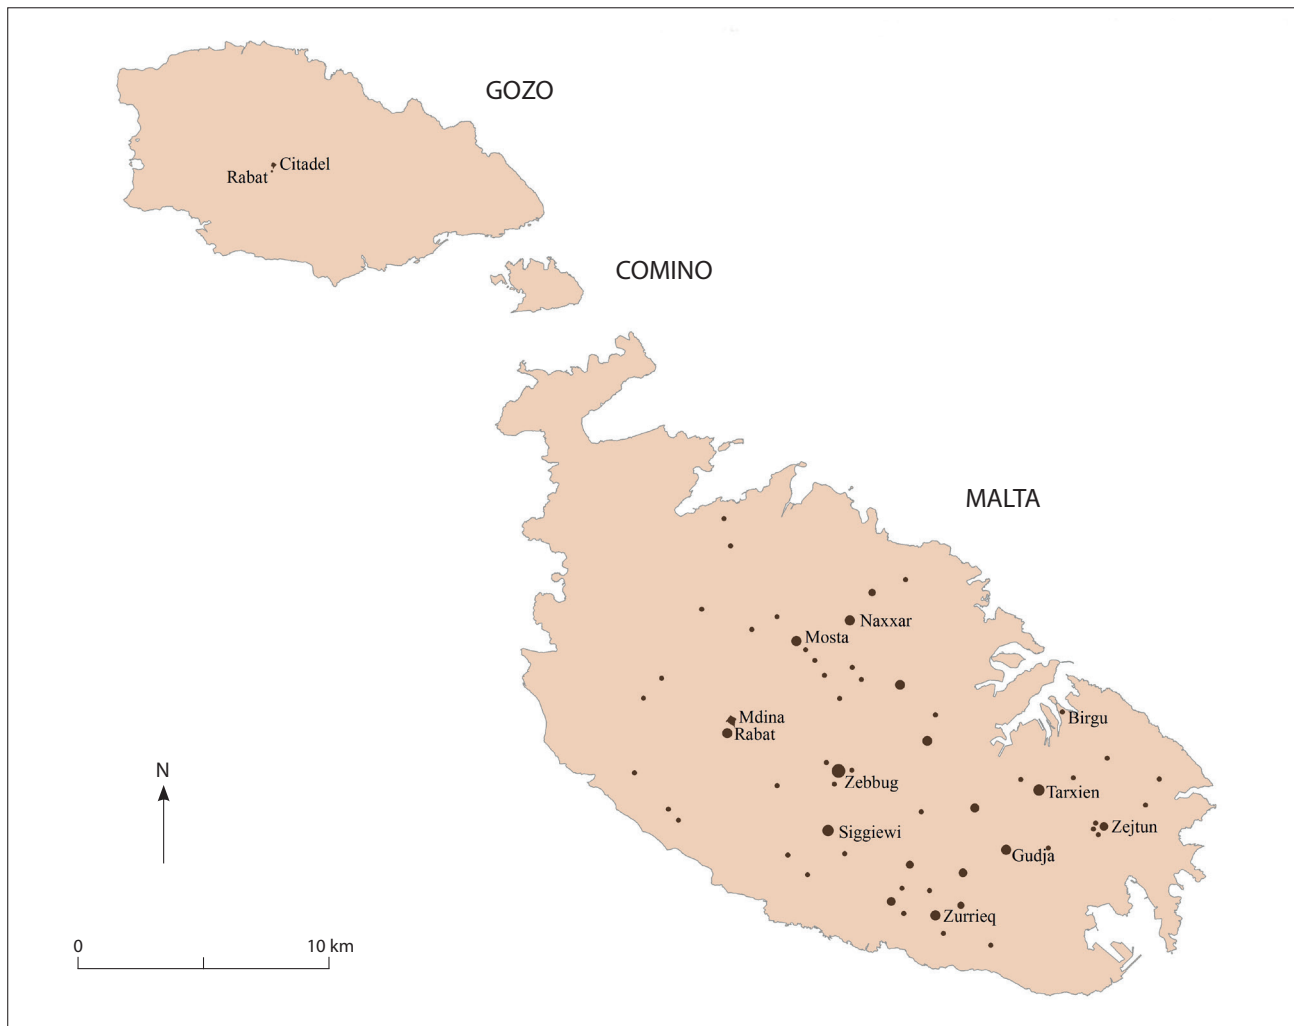 GOZO
Citadel
Rabat
COMINO
MALTA
Naxxar
Mosta
Mdina
Rabat
Birgu
Zebbug
Tarxien
Zejtun
Siggiewi
Gudja
Zurrieq
N
0 10 km